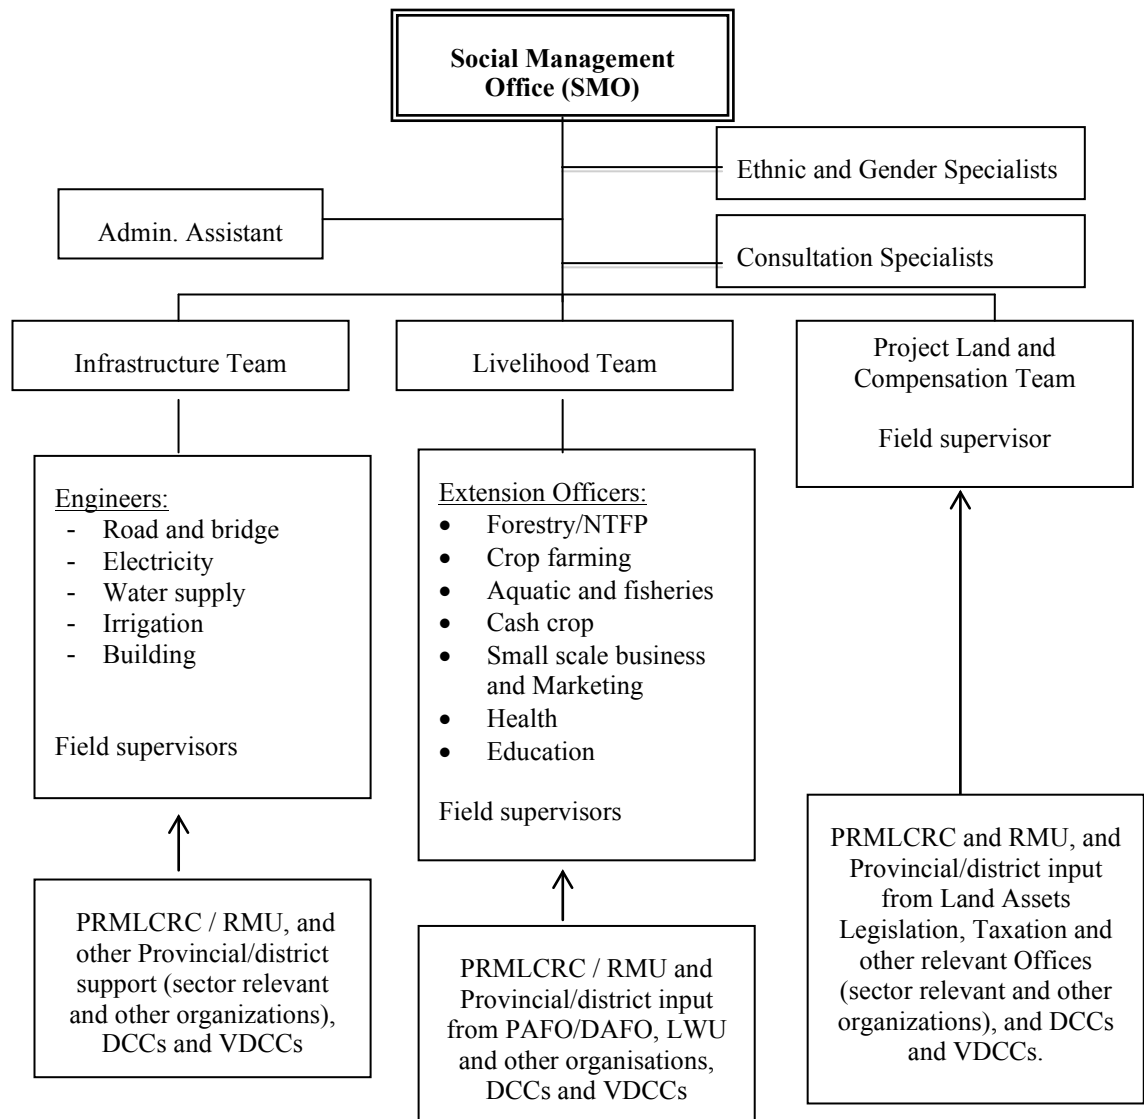 Social Management
Office (SMO)
Ethnic and Gender Specialists
Admin. Assistant
Consultation Specialists
Infrastructure Team
Livelihood Team
Project Land and
Compensation Team
Field supervisor
Engineers:
- Road and bridge
- Electricity
- Water supply
- Irrigation
- Building
Field supervisors
Extension Officers:
• Forestry/NTFP
• Crop farming
• Aquatic and fisheries
• Cash crop
• Small scale business
and Marketing
• Health
• Education
Field supervisors
PRMLCRC / RMU, and
other Provincial/district
support (sector relevant
and other organizations),
DCCs and VDCCs
PRMLCRC / RMU and
Provincial/district input
from PAFO/DAFO, LWU
and other organisations,
DCCs and VDCCs
PRMLCRC and RMU, and
Provincial/district input
from Land Assets
Legislation, Taxation and
other relevant Offices
(sector relevant and other
organizations), and DCCs
and VDCCs.